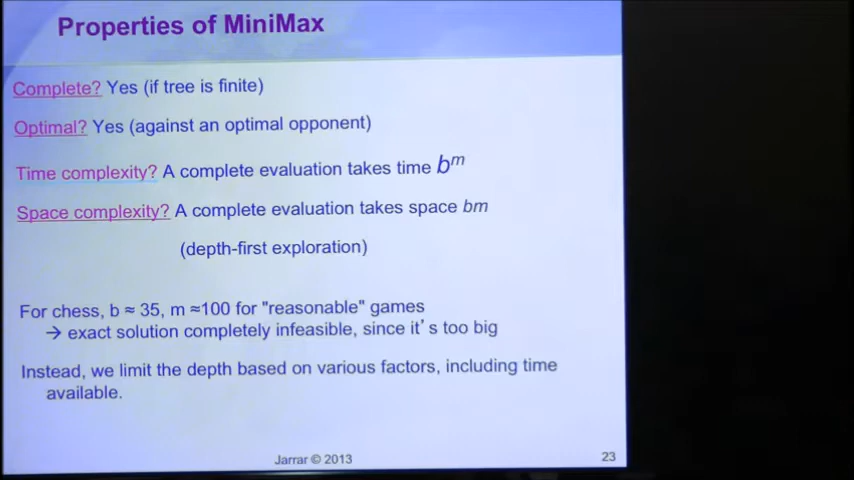 Properties of MiniMax
Complete? Yes (if tree is finite)
Optimal? Yes (against an optimal opponent)
Time complexity? A complete evaluation takes time b^m
Space complexity? A complete evaluation takes space bm
(depth-first exploration)
For chess, b ≈ 35, m ≈100 for "reasonable" games
→ exact solution completely infeasible, since it's too big
Instead, we limit the depth based on various factors, including time
available.
Jarrar © 2013
23